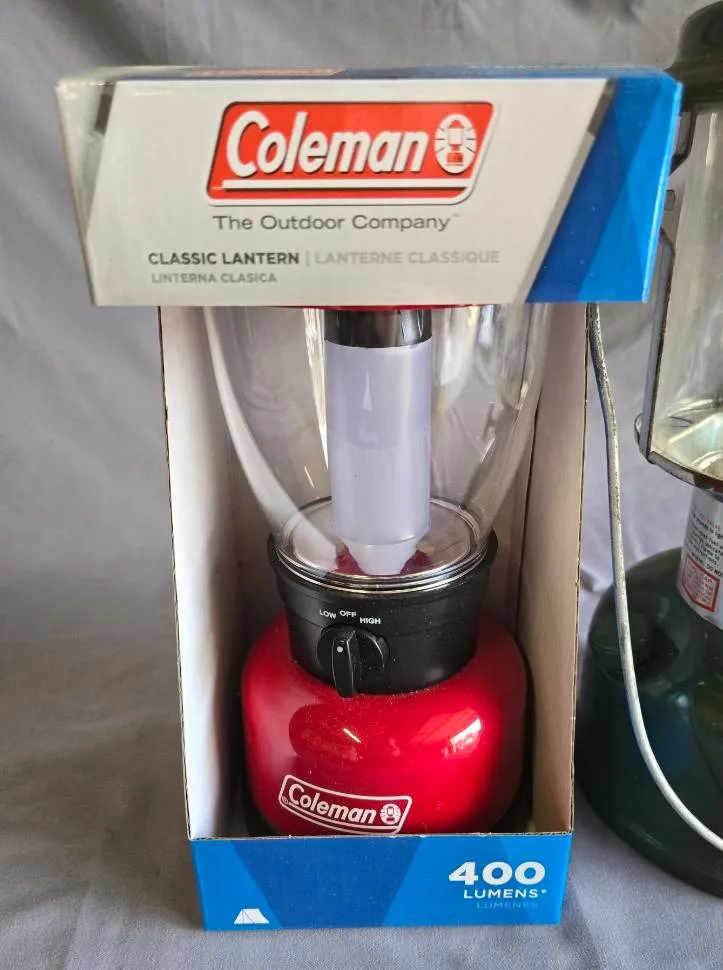 Coleman
The Outdoor Company™
CLASSIC LANTERN | LANTERNE CLASSIQUE
LINTERNA CLASICA
LOW OFF HIGH
Coleman
400
LUMENS*
LUMENES